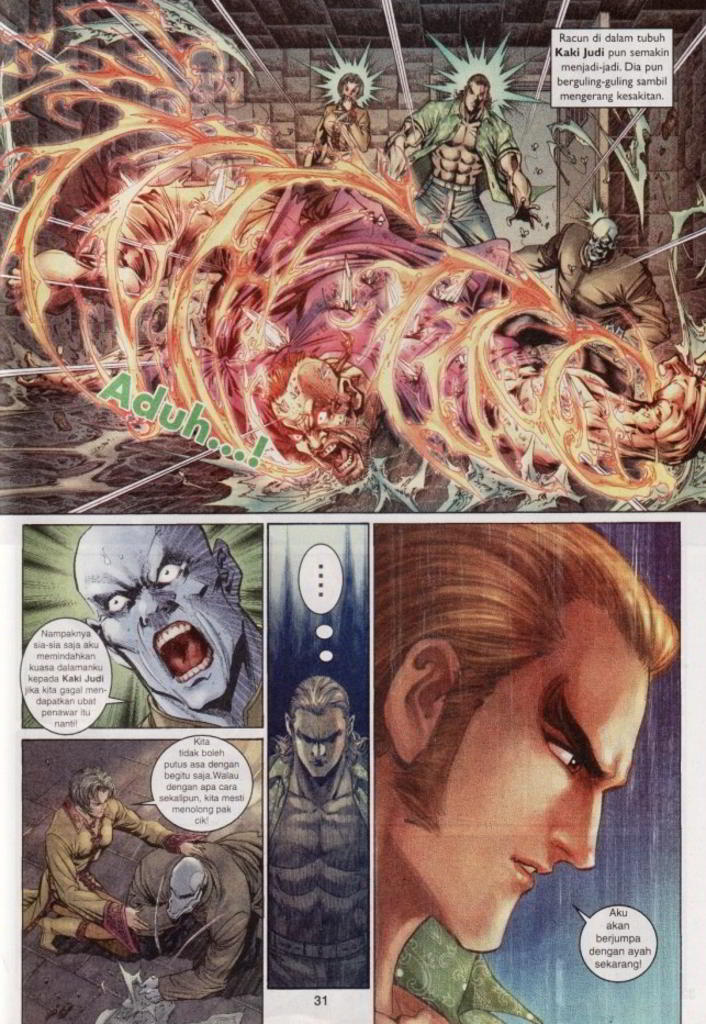 Racun di dalam tubuh
Kaki Judi pun semakin
menjadi-jadi. Dia pun
berguling-guling sambil
mengerang kesakitan.
Aduh....!
Nampaknya
sia-sia saja aku
memindahkan
kuasa dalamanku
kepada Kaki Judi
jika kita gagal men-
dapatkan ubat
penawar itu
nanti!
....
Kita
tidak boleh
putus asa dengan
begitu saja.Walau
dengan apa cara
sekalipun, kita mesti
menolong pak
cik!
Aku
akan
berjumpa
dengan ayah
sekarang!
31